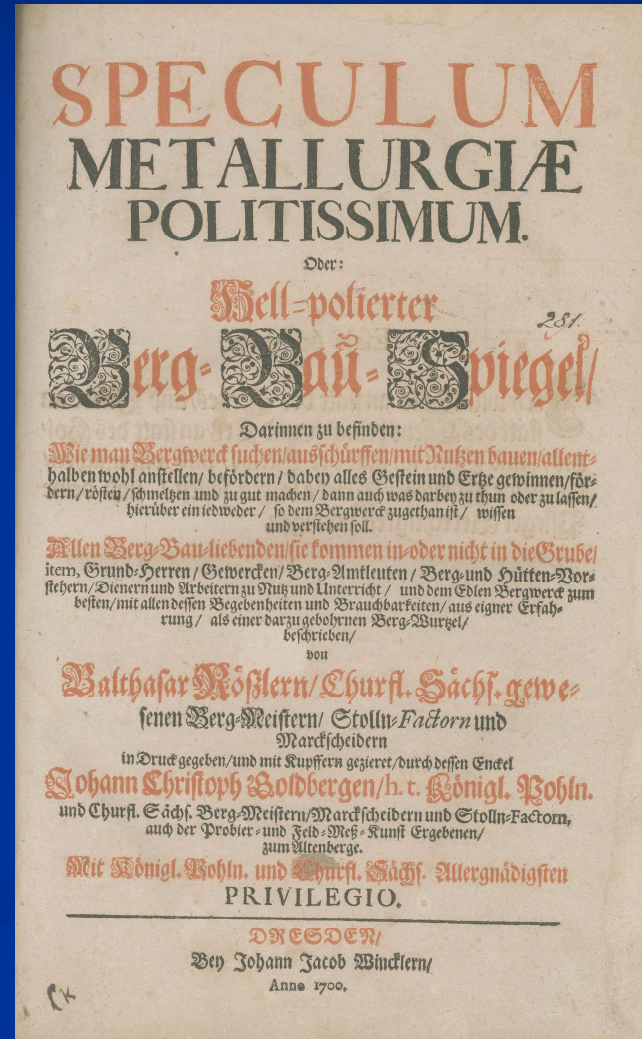 SPECULUM
METALLURGIÆ
POLITISSIMUM.
Oder:
Hell-polierter
281.
Berg-Baũ-Spiegel/
Darinnen zu befinden:
Wie man Bergwerck suchen/ausschürffen/mit Nutzen bauen/allent-
halben wohl anstellen/ befördern/ dabey alles Gestein und Ertze gewinnen/för-
dern/rösten/schmeltzen und zu gut machen/ dann auch was darbey zu thun oder zu lassen/
hierüber ein iedweder/ so dem Bergwerck zugethan ist/ wissen
und verstehen soll.
Allen Berg-Bau-liebenden/sie kommen in-oder nicht in die Grube/
item, Grund-Herren/Gewercken/Berg-Amtleuten/Berg-und Hütten-Vor-
stehern/Dienern und Arbeitern zu Nutz und Unterricht/ und dem Edlen Bergwerck zum
besten/mit allen dessen Begebenheiten und Brauchbarkeiten/aus eigner Erfah-
rung/ als einer darzu gebohrnen Berg-Wurtzel/
beschrieben/
von
Balthasar Rößlern/Churfl. Sächs. gewe-
senen Berg-Meistern/ Stolln-Factorn und
Marckscheidern
in Druck gegeben/und mit Kupffern gezieret/durch dessen Enckel
Johann Christoph Goldbergen/h. t. Königl. Pohln.
und Churfl. Sächs. Berg-Meistern/Marckscheidern und Stolln-Factorn,
auch der Probier-und Feld-Meß-Kunst Ergebenen/
zum Altenberge.
Mit Königl. Pohln. und Churfl. Sächs. Allergnädigsten
PRIVILEGIO.
DRESDEN/
Bey Johann Jacob Wincklern/
Anno 1700.